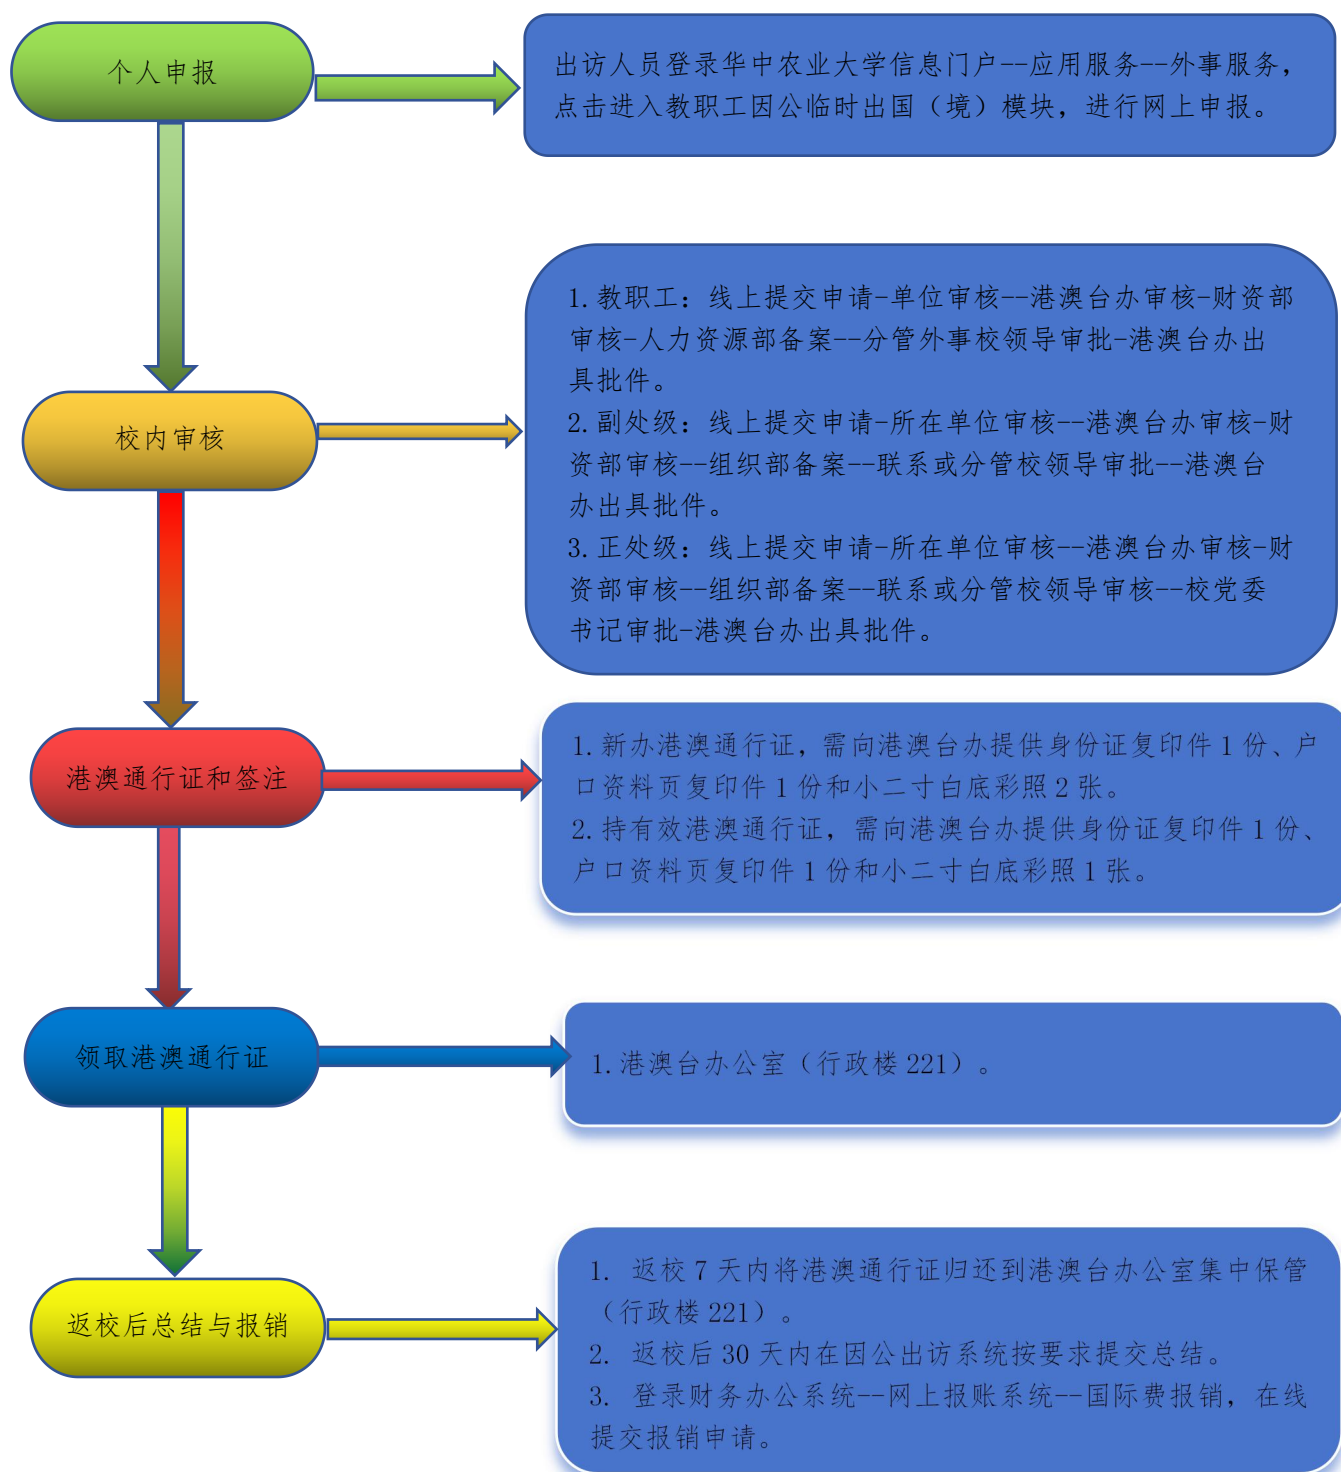 个人申报
出访人员登录华中农业大学信息门户--应用服务--外事服务，
点击进入教职工因公临时出国（境）模块，进行网上申报。
校内审核
1.教职工：线上提交申请-单位审核--港澳台办审核-财资部
审核-人力资源部备案--分管外事校领导审批-港澳台办出
具批件。
2.副处级：线上提交申请-所在单位审核--港澳台办审核-财
资部审核--组织部备案--联系或分管校领导审批--港澳台
办出具批件。
3.正处级：线上提交申请-所在单位审核--港澳台办审核-财
资部审核--组织部备案--联系或分管校领导审核--校党委
书记审批-港澳台办出具批件。
港澳通行证和签注
1.新办港澳通行证，需向港澳台办提供身份证复印件 1 份、户
口资料页复印件 1 份和小二寸白底彩照 2 张。
2.持有效港澳通行证，需向港澳台办提供身份证复印件 1 份、
户口资料页复印件 1 份和小二寸白底彩照 1 张。
领取港澳通行证
1.港澳台办公室（行政楼 221）。
返校后总结与报销
1. 返校 7 天内将港澳通行证归还到港澳台办公室集中保管
（行政楼 221）。
2. 返校后 30 天内在因公出访系统按要求提交总结。
3. 登录财务办公系统--网上报账系统--国际费报销，在线
提交报销申请。